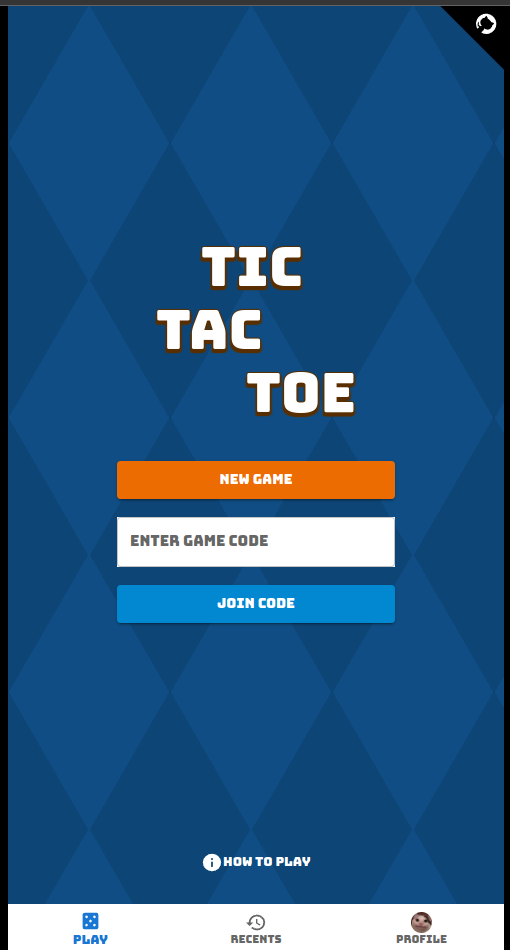 TIC
TAC
TOE
NEW GAME
ENTER GAME CODE
JOIN CODE
HOW TO PLAY
PLAY
RECENTS
PROFILE